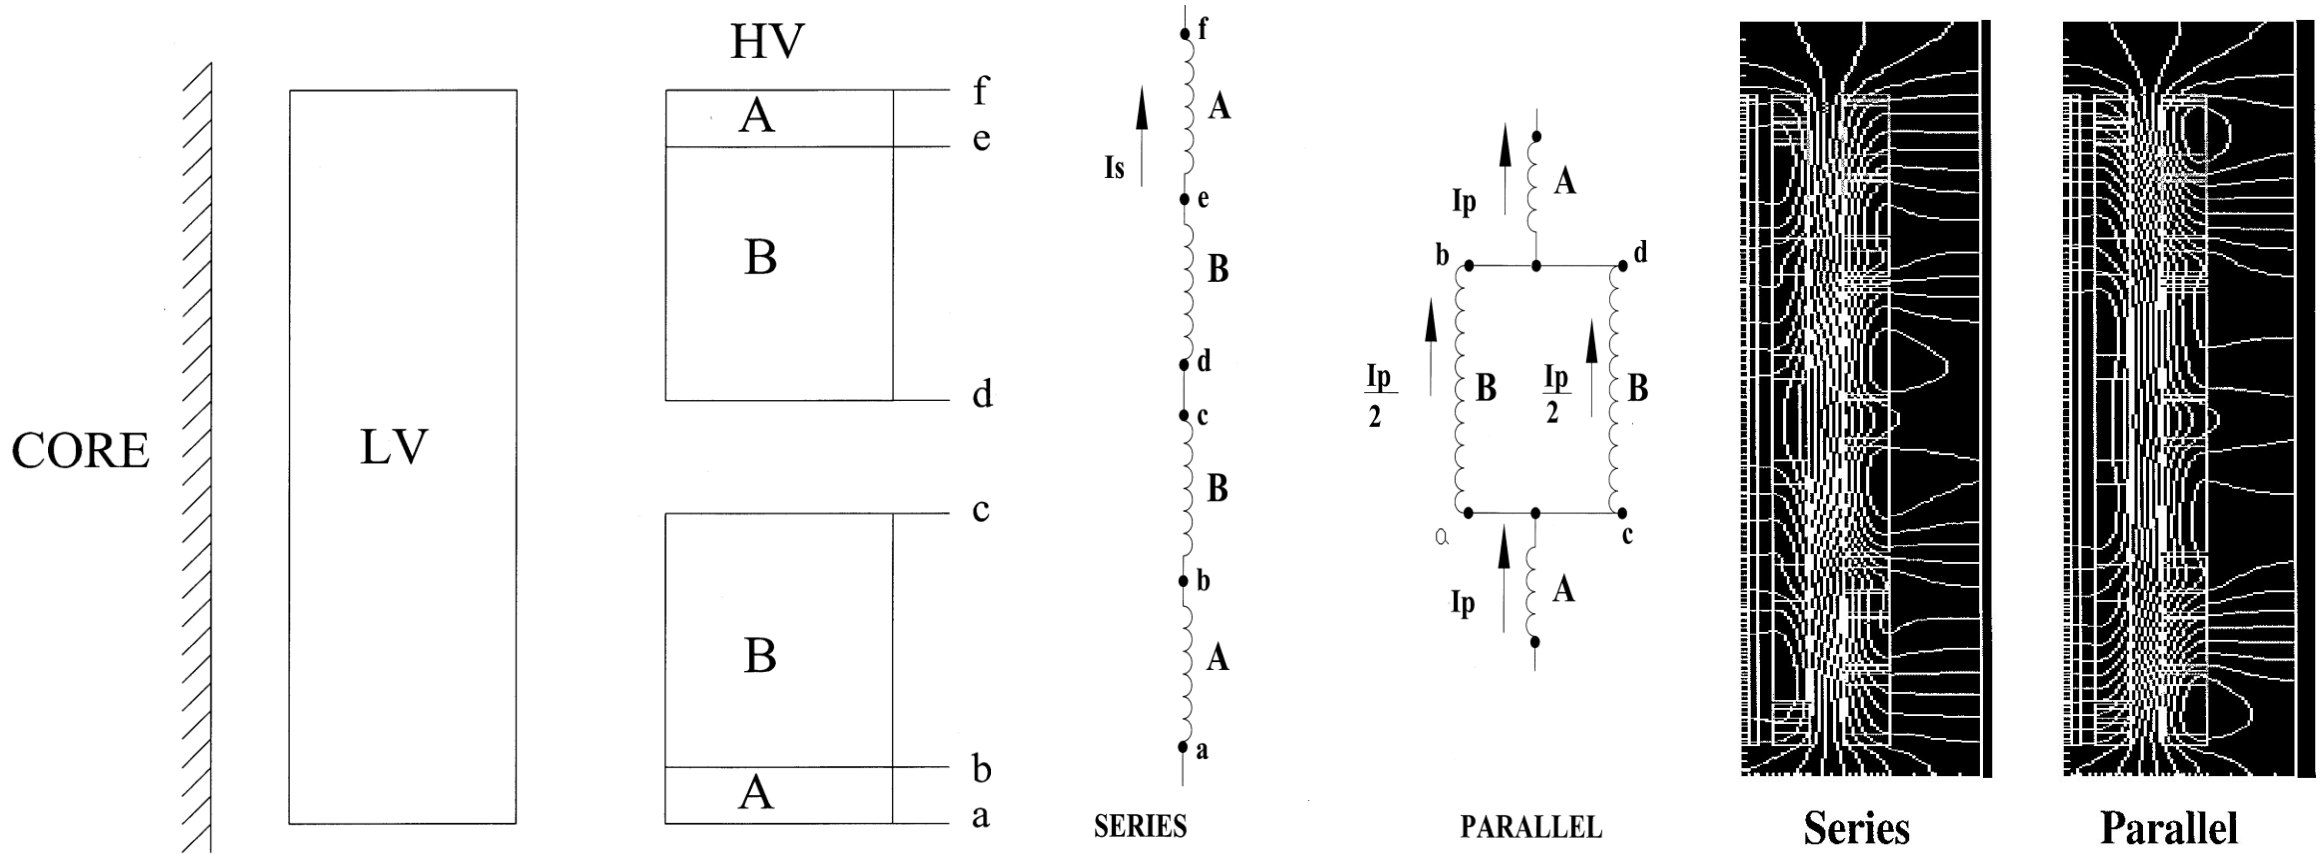 CORE
LV
HV
A
B
B
A
f
e
d
c
b
a
f
A
Is
e
B
d
c
B
b
A
a
SERIES
Ip
A
b
d
Ip
2
B
Ip
2
B
a
c
Ip
A
PARALLEL
Series
Parallel